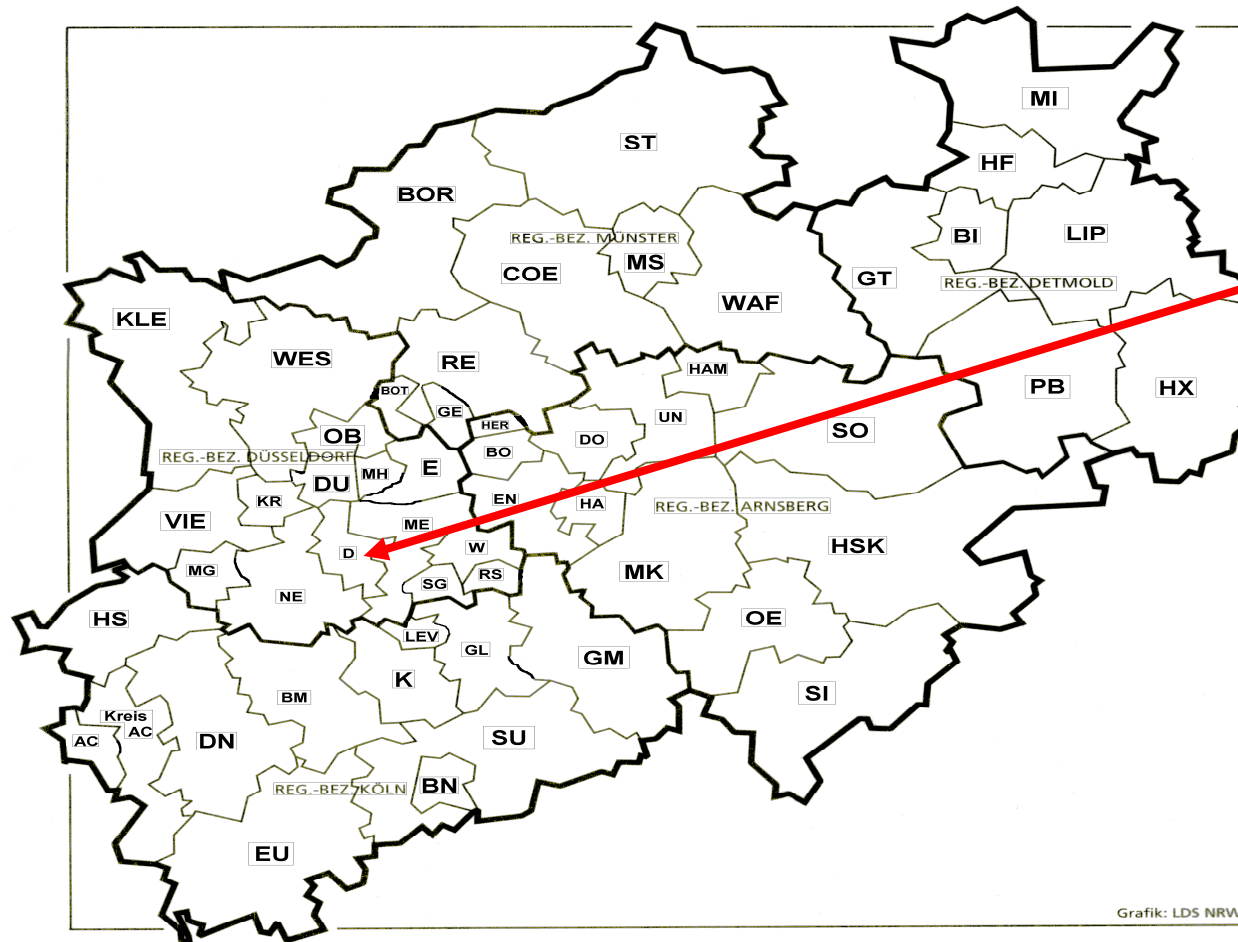 MI
ST
HF
BOR
BI
LIP
REG.-BEZ. MÜNSTER
MS
COE
GT
REG.-BEZ. DETMOLD
WAF
KLE
WES
RE
HAM
PB
HX
BOT
GE
UN
HER
DO
SO
OB
BO
REG.-BEZ. DÜSSELDORF
MH
E
DU
KR
EN
HA
REG.-BEZ. ARNSBERG
VIE
ME
D
W
HSK
MG
RS
SG
MK
NE
HS
OE
LEV
GL
GM
K
SI
BM
Kreis
AC
AC
DN
SU
BN
REG.-BEZ. KÖLN
EU
Grafik: LDS NRW